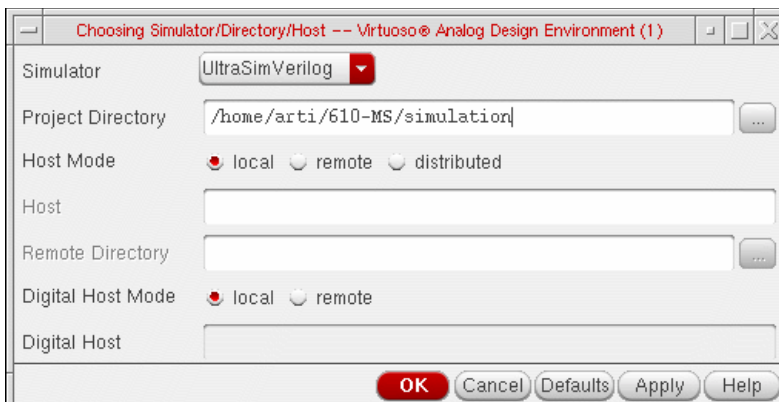 Choosing Simulator/Directory/Host -- Virtuoso® Analog Design Environment (1)
Simulator UltraSimVerilog
Project Directory /home/arti/610-MS/simulation ...
Host Mode local remote distributed
Host
Remote Directory ...
Digital Host Mode local remote
Digital Host
OK Cancel Defaults Apply Help